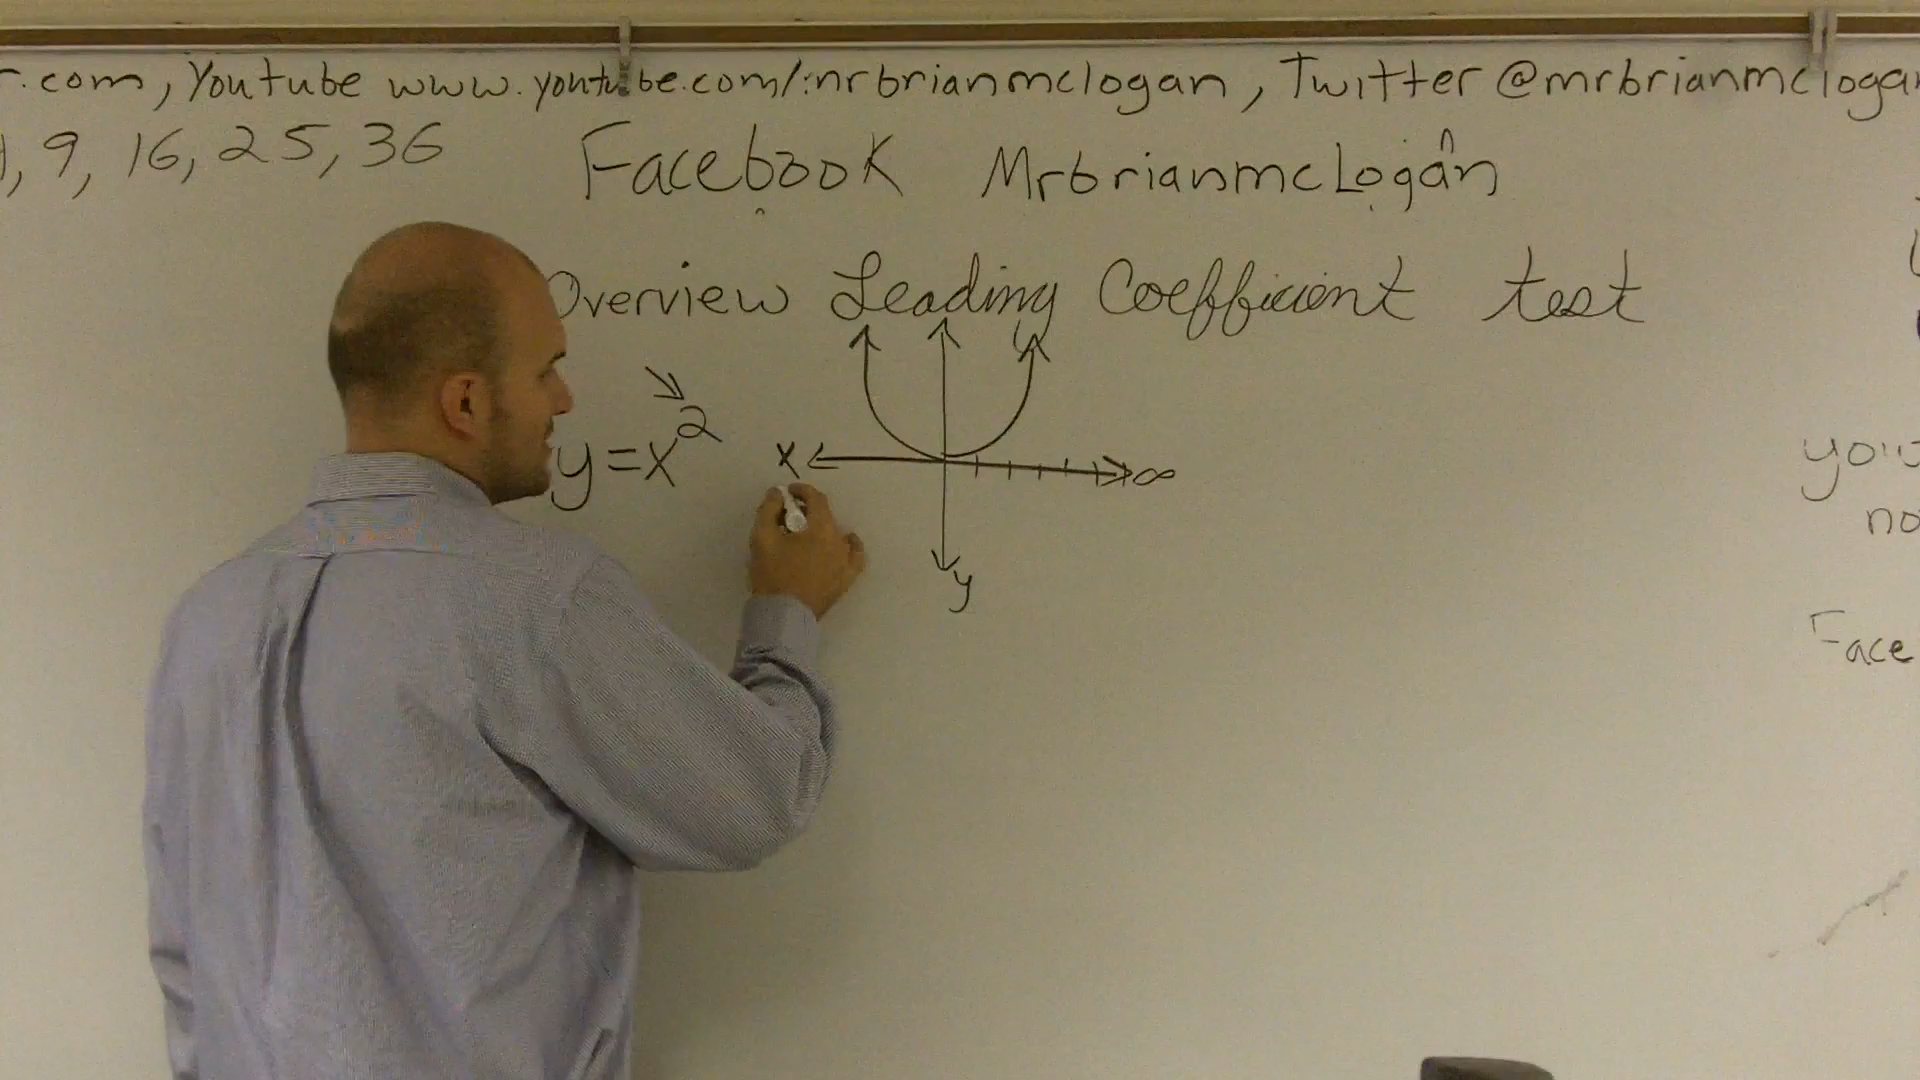 r.com, Youtube www.youtube.com/mrbrianmclogan, Twitter @mrbrianmclogan
, 9, 16, 25, 36
Facebook MrbrianmcLogan
Overview Leading Coefficient test
y=x²
x ∞
y
you
no
Face